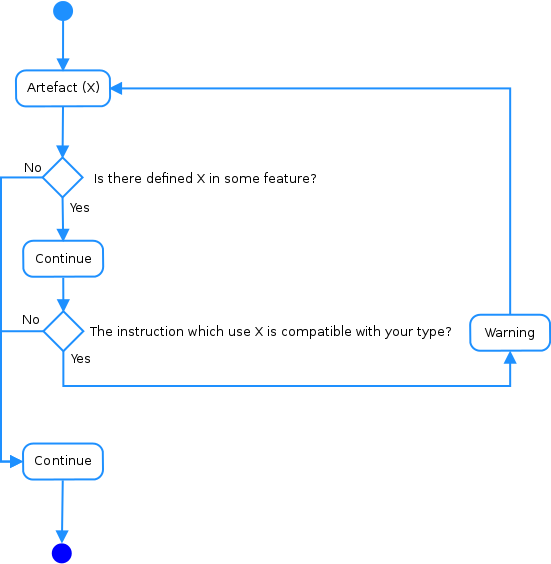 Artefact (X)
No
Is there defined X in some feature?
Yes
Continue
No
The instruction which use X is compatible with your type?
Warning
Yes
Continue